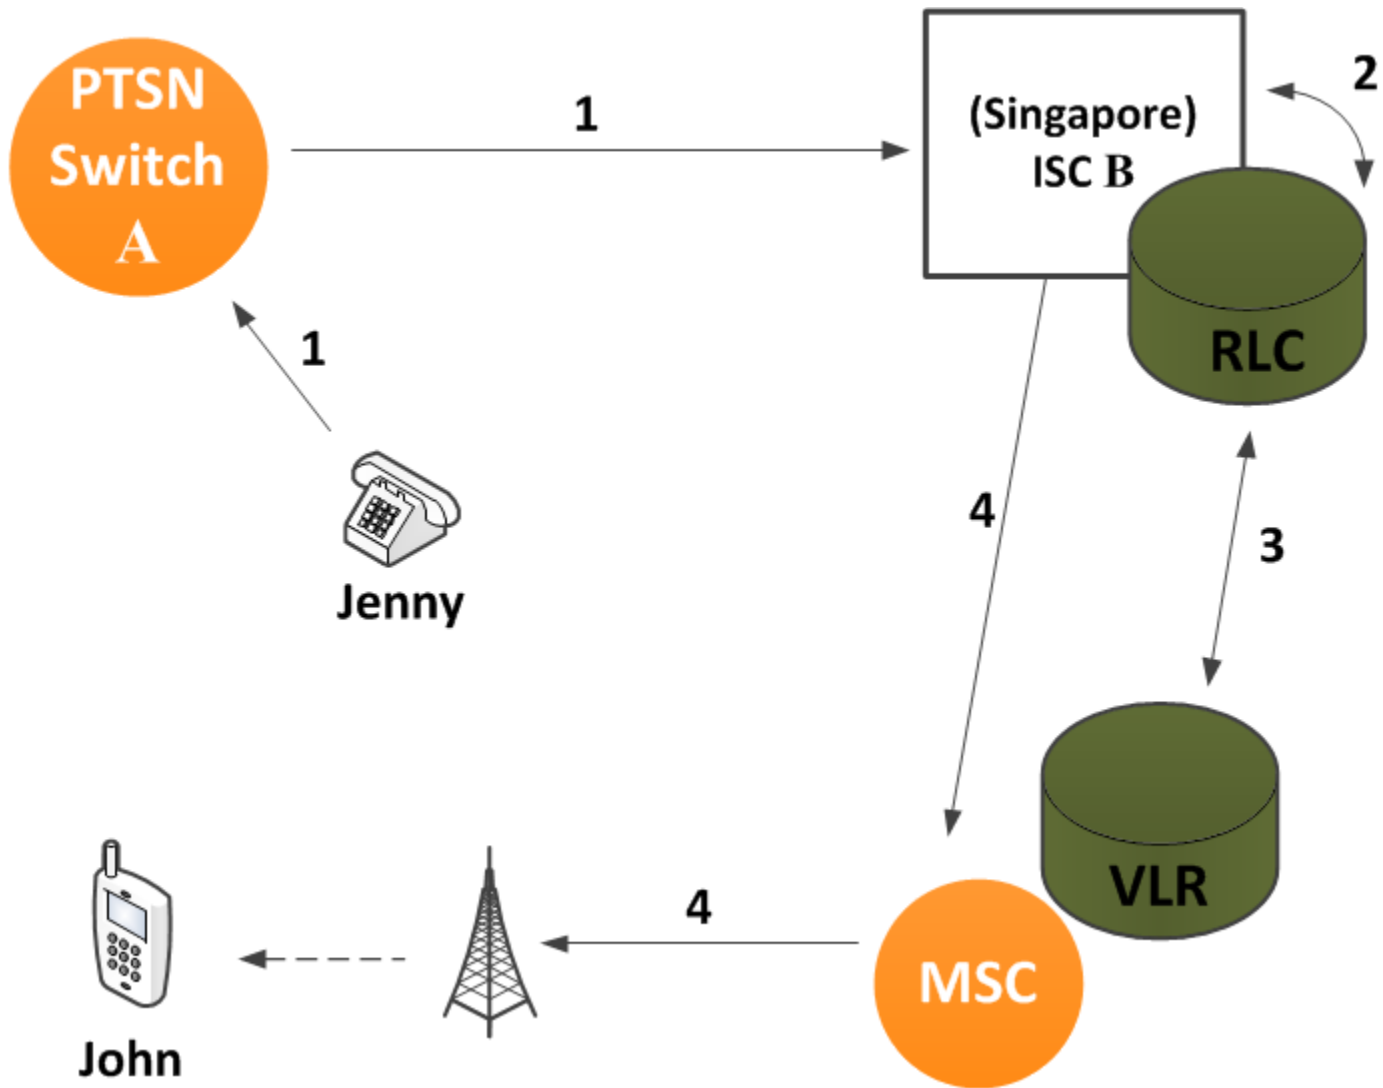 PTSN
Switch
A
1
(Singapore)
ISC B
2
RLC
1
Jenny
4
3
VLR
4
MSC
John